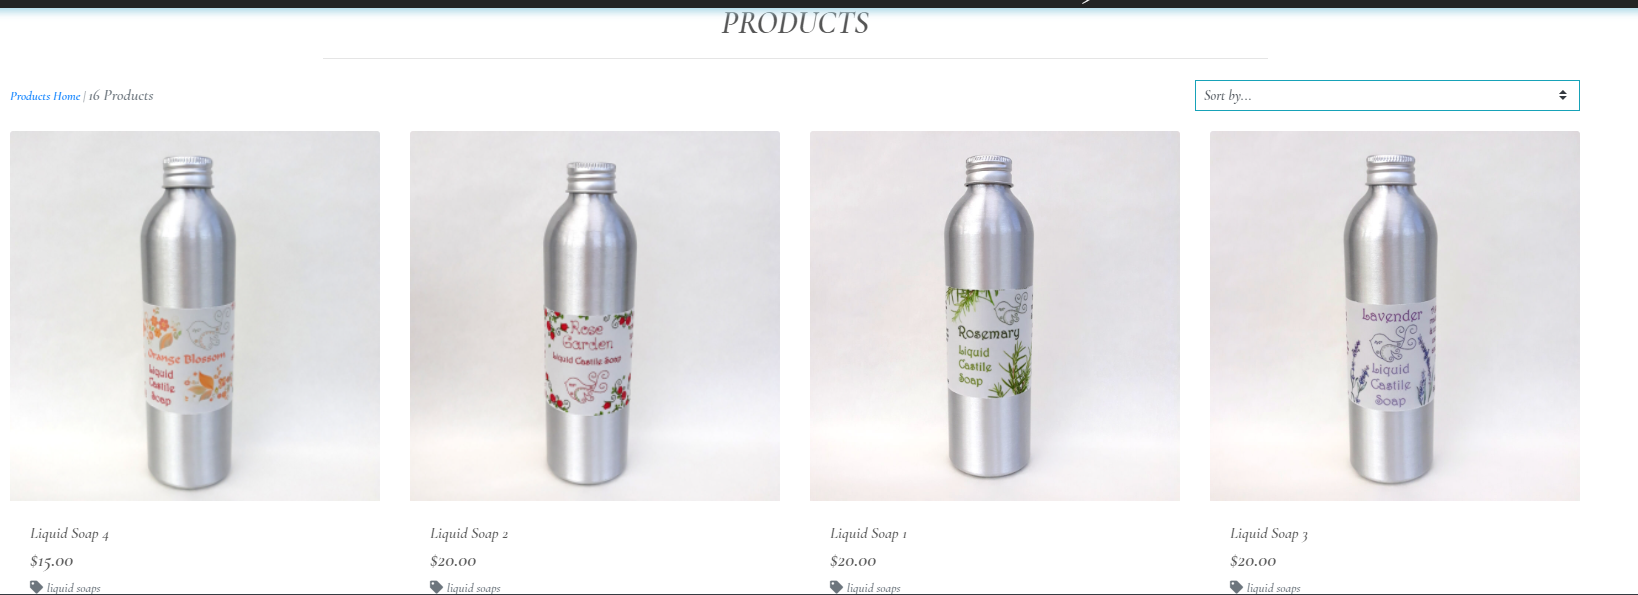 PRODUCTS
Products Home | 16 Products
Sort by...
Orange Blossom
Liquid
Castile
Soap
Rose
Garden
Liquid Castile Soap
Rosemary
Liquid
Castile
Soap
Lavender
Liquid
Castile
Soap
Liquid Soap 4
$15.00
liquid soaps
Liquid Soap 2
$20.00
liquid soaps
Liquid Soap 1
$20.00
liquid soaps
Liquid Soap 3
$20.00
liquid soaps